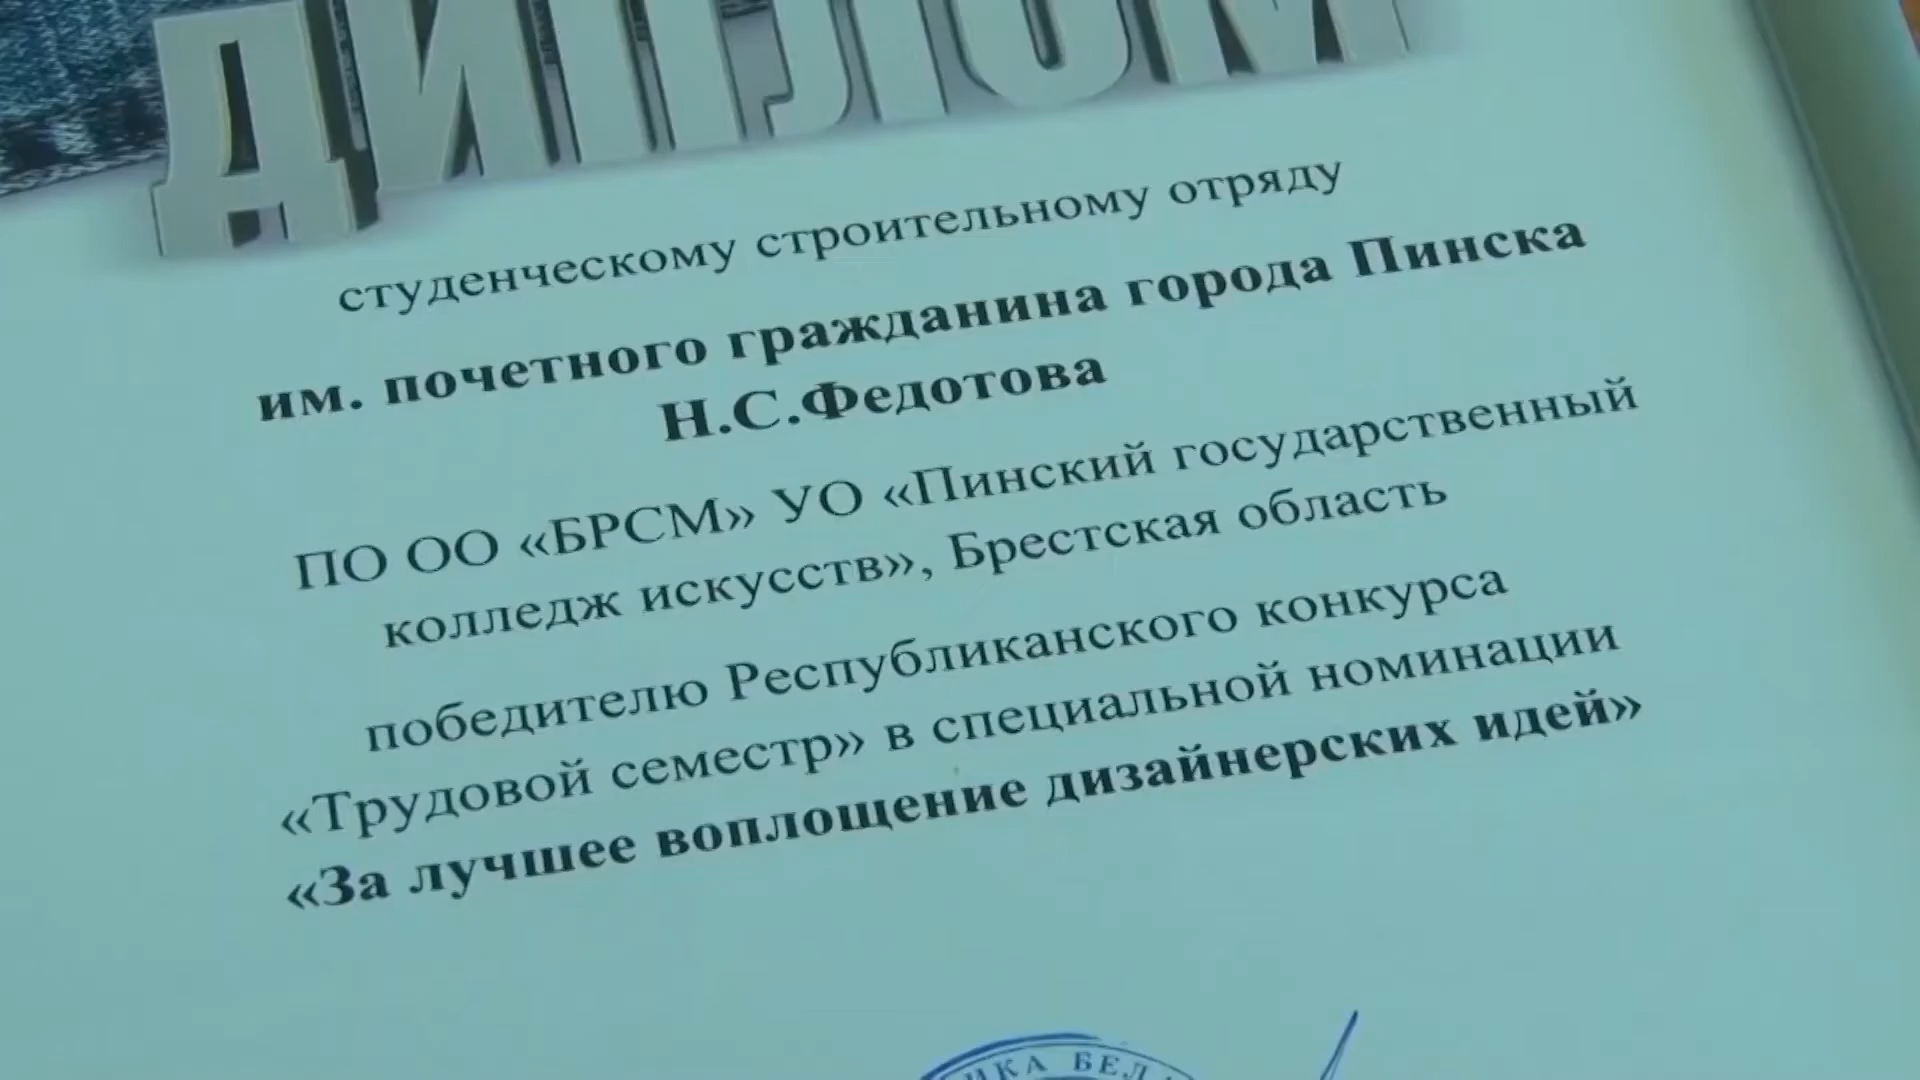 ДИПЛОМ
студенческому строительному отряду
им. почетного гражданина города Пинска
Н.С.Федотова
ПО ОО «БРСМ» УО «Пинский государственный
колледж искусств», Брестская область
победителю Республиканского конкурса
«Трудовой семестр» в специальной номинации
«За лучшее воплощение дизайнерских идей»